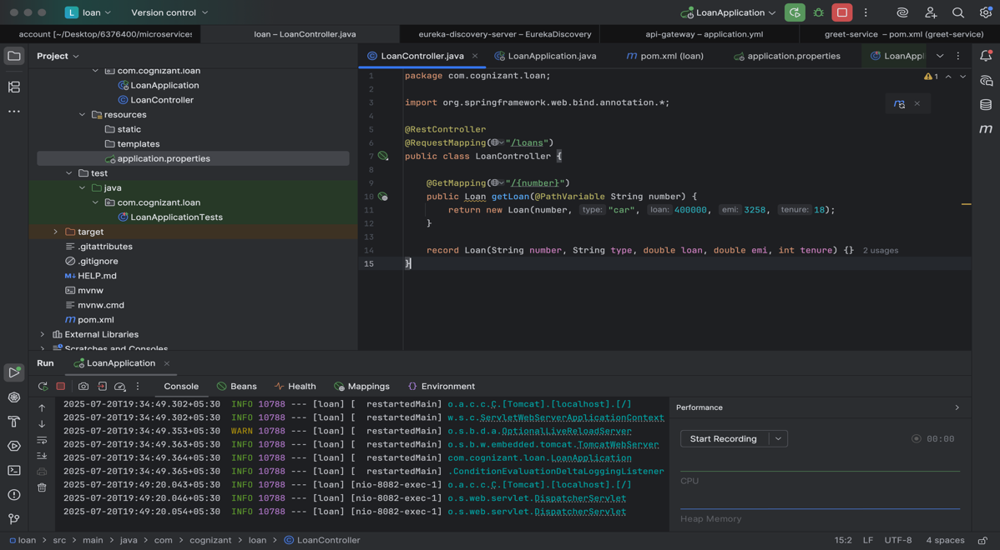 L loan
Version control
LoanApplication
account [~/Desktop/6376400/microservices
loan – LoanController.java
eureka-discovery-server – EurekaDiscovery
api-gateway – application.yml
greet-service – pom.xml (greet-service)
Project
LoanController.java
LoanApplication.java
m pom.xml (loan)
application.properties
LoanAppl
com.cognizant.loan
LoanApplication
LoanController
resources
static
templates
application.properties
test
java
com.cognizant.loan
LoanApplicationTests
target
.gitattributes
.gitignore
M↓ HELP.md
mvnw
mvnw.cmd
m pom.xml
External Libraries
Scratches and Consoles
1 package com.cognizant.loan;
2
3 import org.springframework.web.bind.annotation.*;
4
5 @RestController
6 @RequestMapping("/loans")
7 public class LoanController {
8
9 @GetMapping("/{number}")
10 public Loan getLoan(@PathVariable String number) {
11 return new Loan(number, type: "car", loan: 400000, emi: 3258, tenure: 18);
12 }
13
14 record Loan(String number, String type, double loan, double emi, int tenure) {} 2 usages
15 }
1
m
Run
LoanApplication
Console
Beans
Health
Mappings
Environment
2025-07-20T19:34:49.302+05:30 INFO 10788 --- [loan] [ restartedMain] o.a.c.c.C.[Tomcat].[localhost].[/]
2025-07-20T19:34:49.302+05:30 INFO 10788 --- [loan] [ restartedMain] w.s.c.ServletWebServerApplicationContext
2025-07-20T19:34:49.353+05:30 WARN 10788 --- [loan] [ restartedMain] o.s.b.d.a.OptionalLiveReloadServer
2025-07-20T19:34:49.363+05:30 INFO 10788 --- [loan] [ restartedMain] o.s.b.w.embedded.tomcat.TomcatWebServer
2025-07-20T19:34:49.364+05:30 INFO 10788 --- [loan] [ restartedMain] com.cognizant.loan.LoanApplication
2025-07-20T19:34:49.365+05:30 INFO 10788 --- [loan] [ restartedMain] .ConditionEvaluationDeltaLoggingListener
2025-07-20T19:49:20.043+05:30 INFO 10788 --- [loan] [nio-8082-exec-1] o.a.c.c.C.[Tomcat].[localhost].[/]
2025-07-20T19:49:20.046+05:30 INFO 10788 --- [loan] [nio-8082-exec-1] o.s.web.servlet.DispatcherServlet
2025-07-20T19:49:20.054+05:30 INFO 10788 --- [loan] [nio-8082-exec-1] o.s.web.servlet.DispatcherServlet
Performance
Start Recording
00:00
CPU
Heap Memory
loan > src > main > java > com > cognizant > loan > LoanController
15:2 LF UTF-8 4 spaces